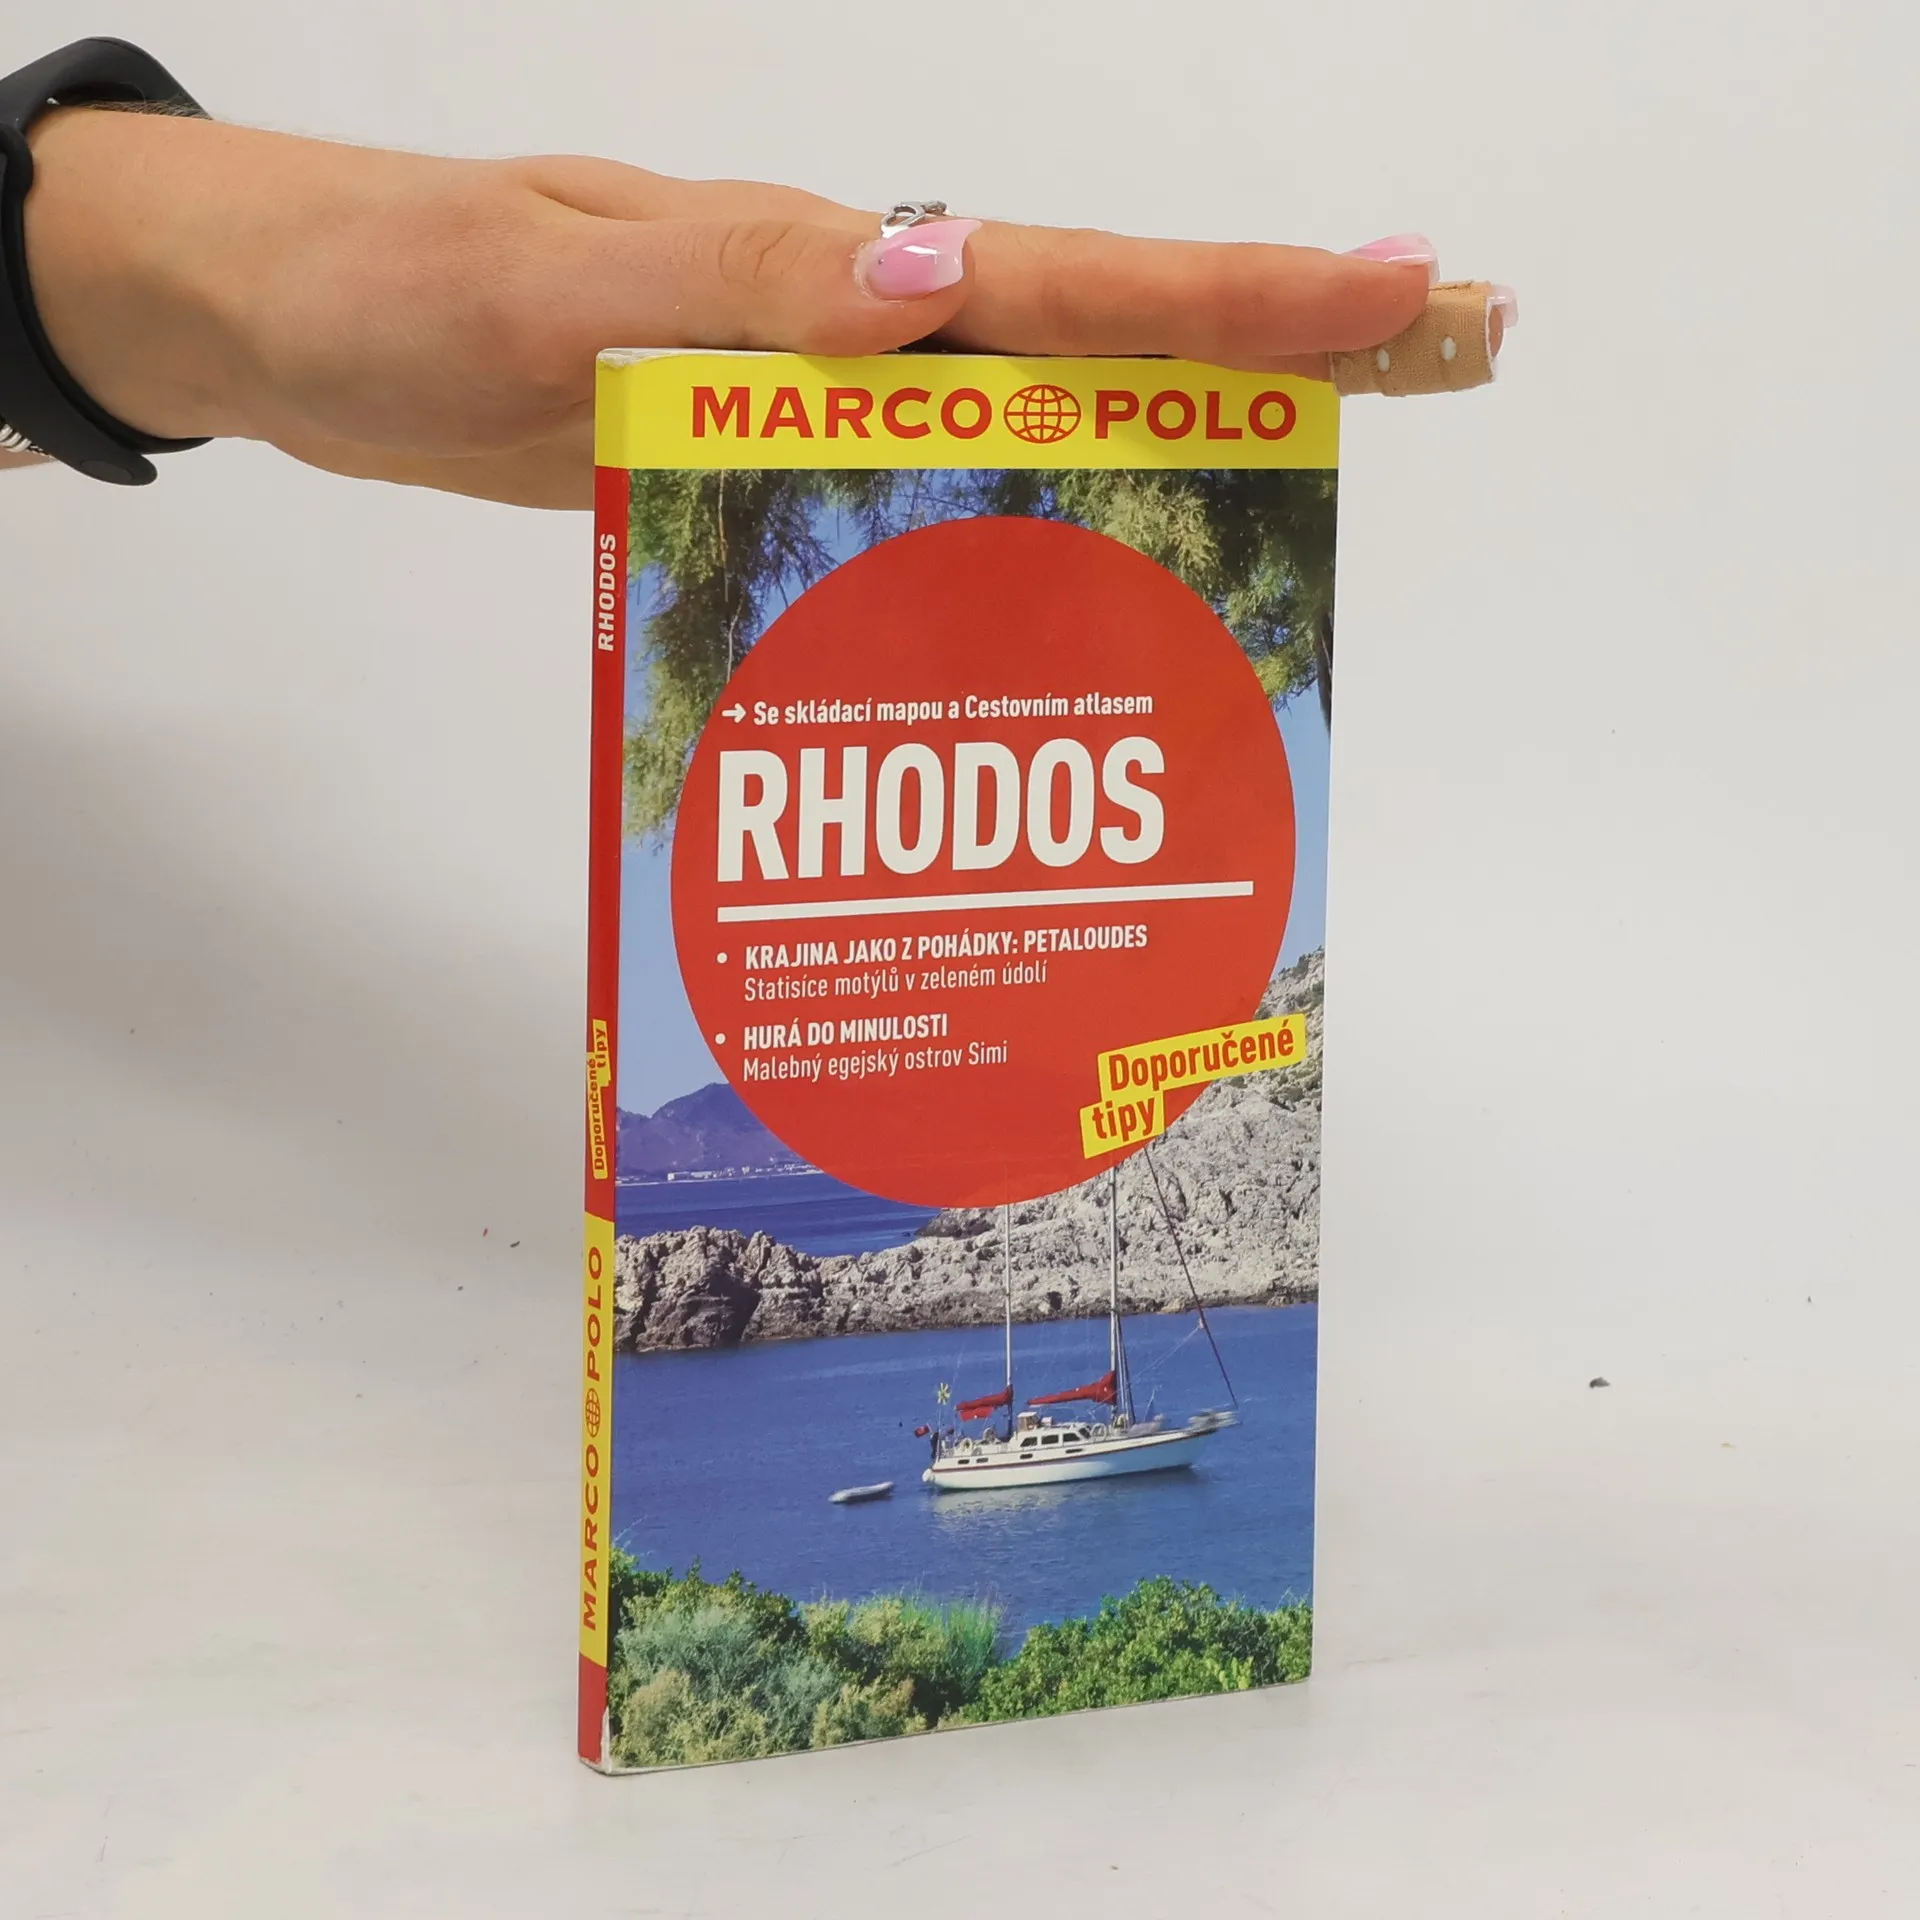 MARCO POLO
→ Se skládací mapou a Cestovním atlasem
RHODOS
• KRAJINA JAKO Z POHÁDKY: PETALOUDES
Statisíce motýlů v zeleném údolí
• HURÁ DO MINULOSTI
Malebný egejský ostrov Simi
Doporučené
tipy
RHODOS
Doporučené
tipy
MARCO POLO